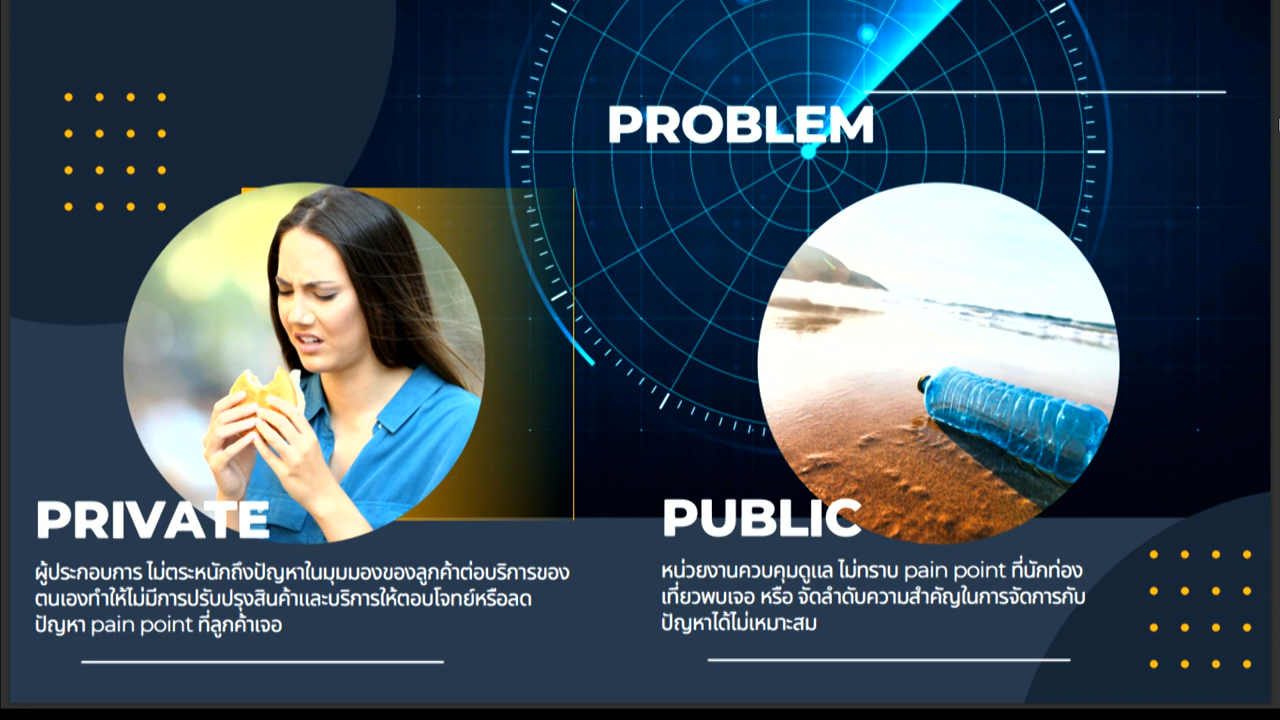 PROBLEM
PRIVATE
ผู้ประกอบการ ไม่ตระหนักถึงปัญหาในมุมมองของลูกค้าต่อบริการของ
ตนเองทำให้ไม่มีการปรับปรุงสินค้าและบริการให้ตอบโจทย์หรือลด
ปัญหา pain point ที่ลูกค้าเจอ
PUBLIC
หน่วยงานควบคุมดูแล ไม่ทราบ pain point ที่นักท่อง
เที่ยวพบเจอ หรือ จัดลำดับความสำคัญในการจัดการกับ
ปัญหาได้ไม่เหมาะสม